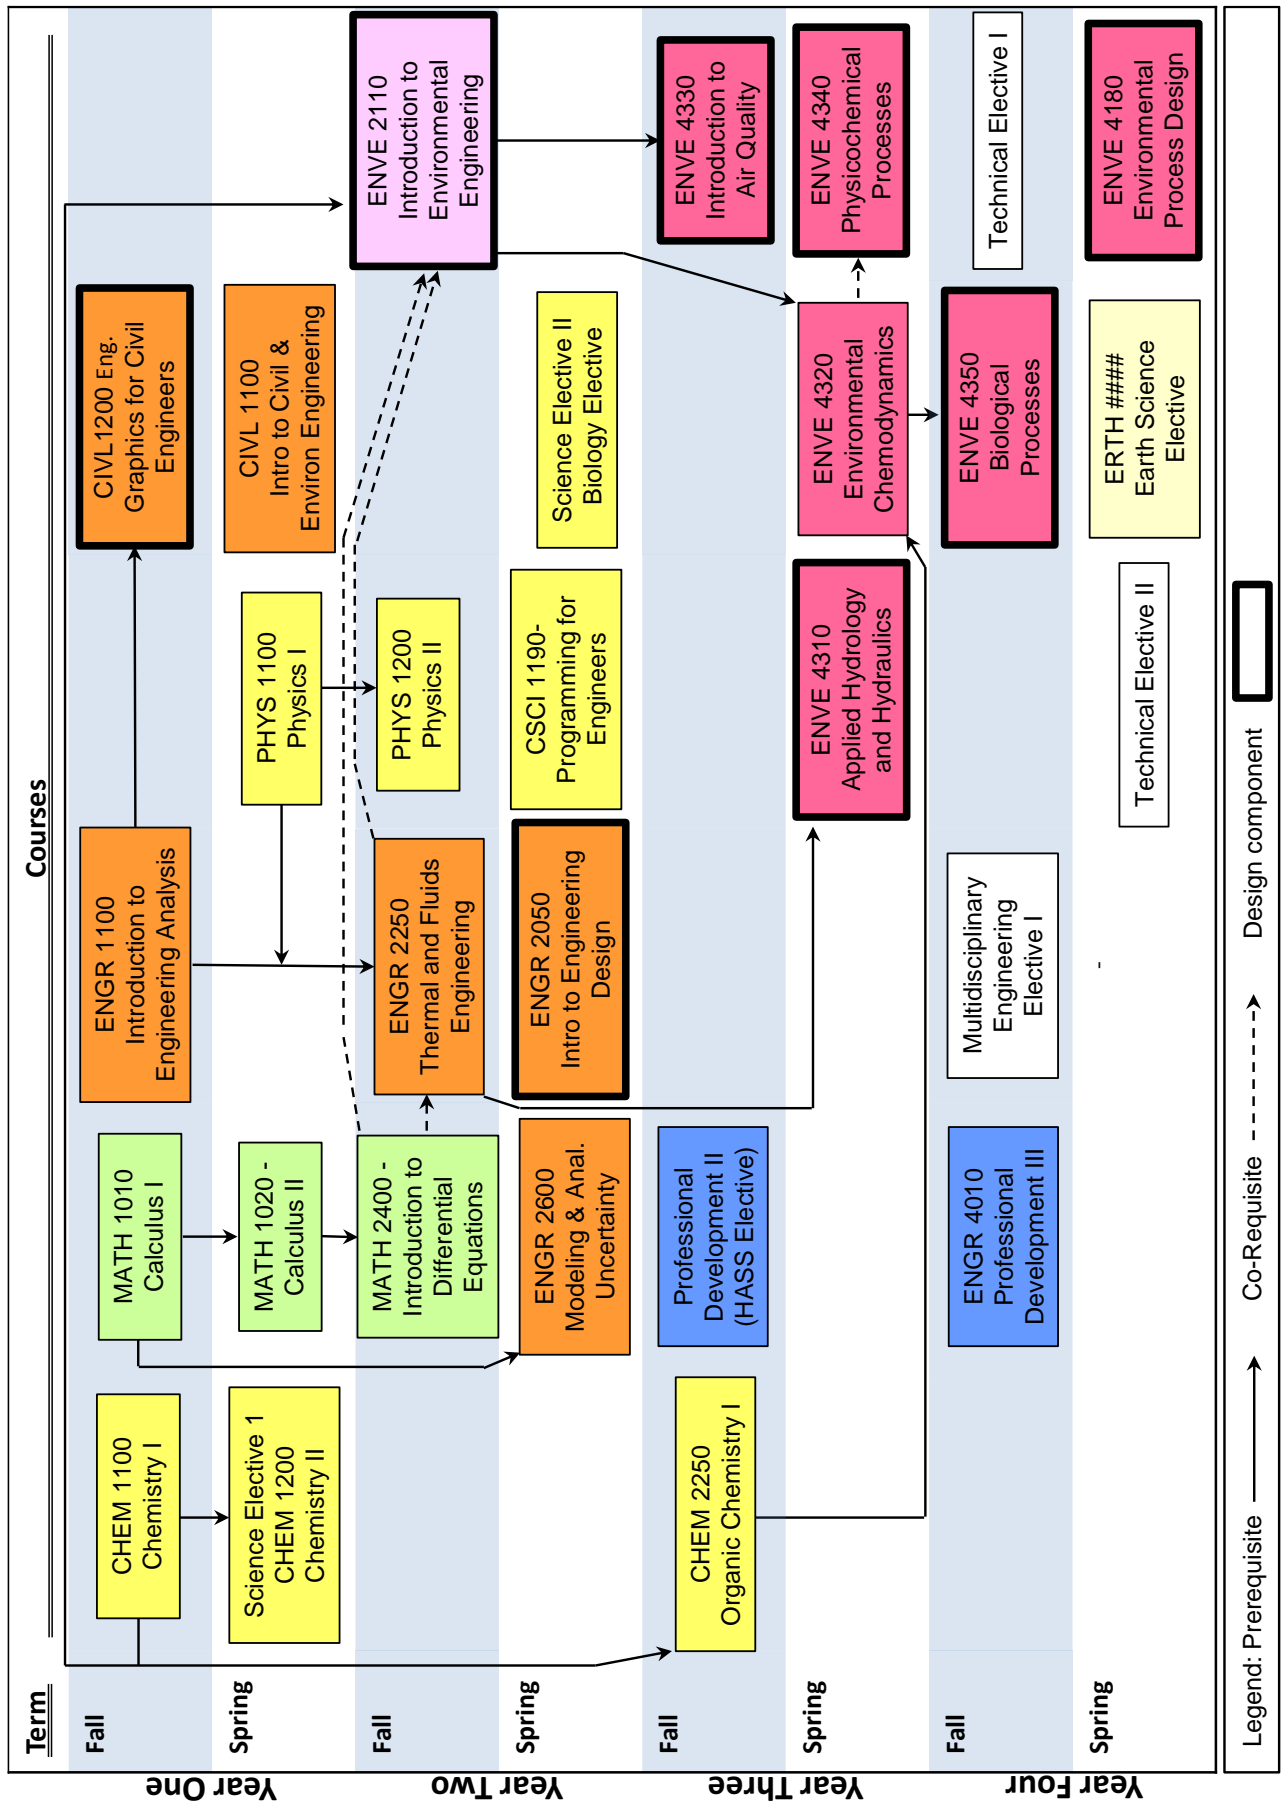 Courses
Term
Year One
Fall
CHEM 1100
Chemistry I
MATH 1010
Calculus I
ENGR 1100
Introduction to
Engineering Analysis
CIVL1200 Eng.
Graphics for Civil
Engineers
Spring
Science Elective 1
CHEM 1200
Chemistry II
MATH 1020 -
Calculus II
PHYS 1100
Physics I
CIVL 1100
Intro to Civil &
Environ Engineering
Year Two
Fall
MATH 2400 -
Introduction to
Differential
Equations
ENGR 2250
Thermal and Fluids
Engineering
PHYS 1200
Physics II
ENVE 2110
Introduction to
Environmental
Engineering
Spring
ENGR 2600
Modeling & Anal.
Uncertainty
ENGR 2050
Intro to Engineering
Design
CSCI 1190-
Programming for
Engineers
Science Elective II
Biology Elective
Year Three
Fall
CHEM 2250
Organic Chemistry I
Professional
Development II
(HASS Elective)
ENVE 4330
Introduction to
Air Quality
Spring
ENVE 4310
Applied Hydrology
and Hydraulics
ENVE 4320
Environmental
Chemodynamics
ENVE 4340
Physicochemical
Processes
Year Four
Fall
ENGR 4010
Professional
Development III
Multidisciplinary
Engineering
Elective I
ENVE 4350
Biological
Processes
Technical Elective I
Spring
-
Technical Elective II
ERTH ####
Earth Science
Elective
ENVE 4180
Environmental
Process Design
Legend: Prerequisite
Co-Requisite
Design component